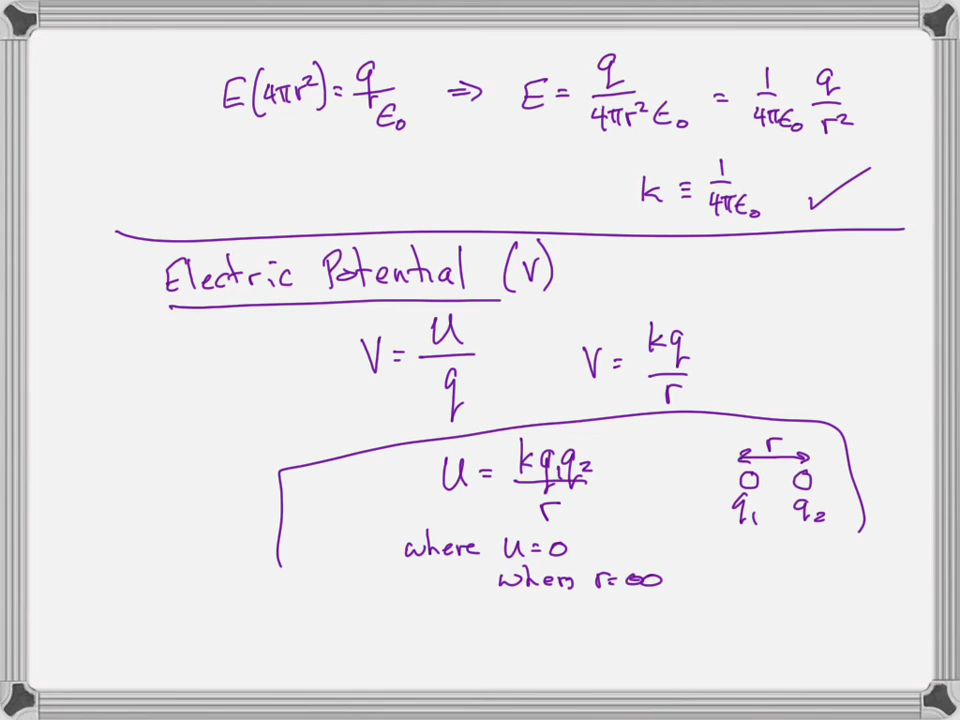 E(4πr²) = q/ε₀ ⇒ E = q/4πr²ε₀ = 1/4πε₀ q/r²
k ≡ 1/4πε₀ ✓
Electric Potential (V)
V = U/q V = kq/r
U = kq₁q₂/r r
q₁ q₂
where U = 0
when r = ∞